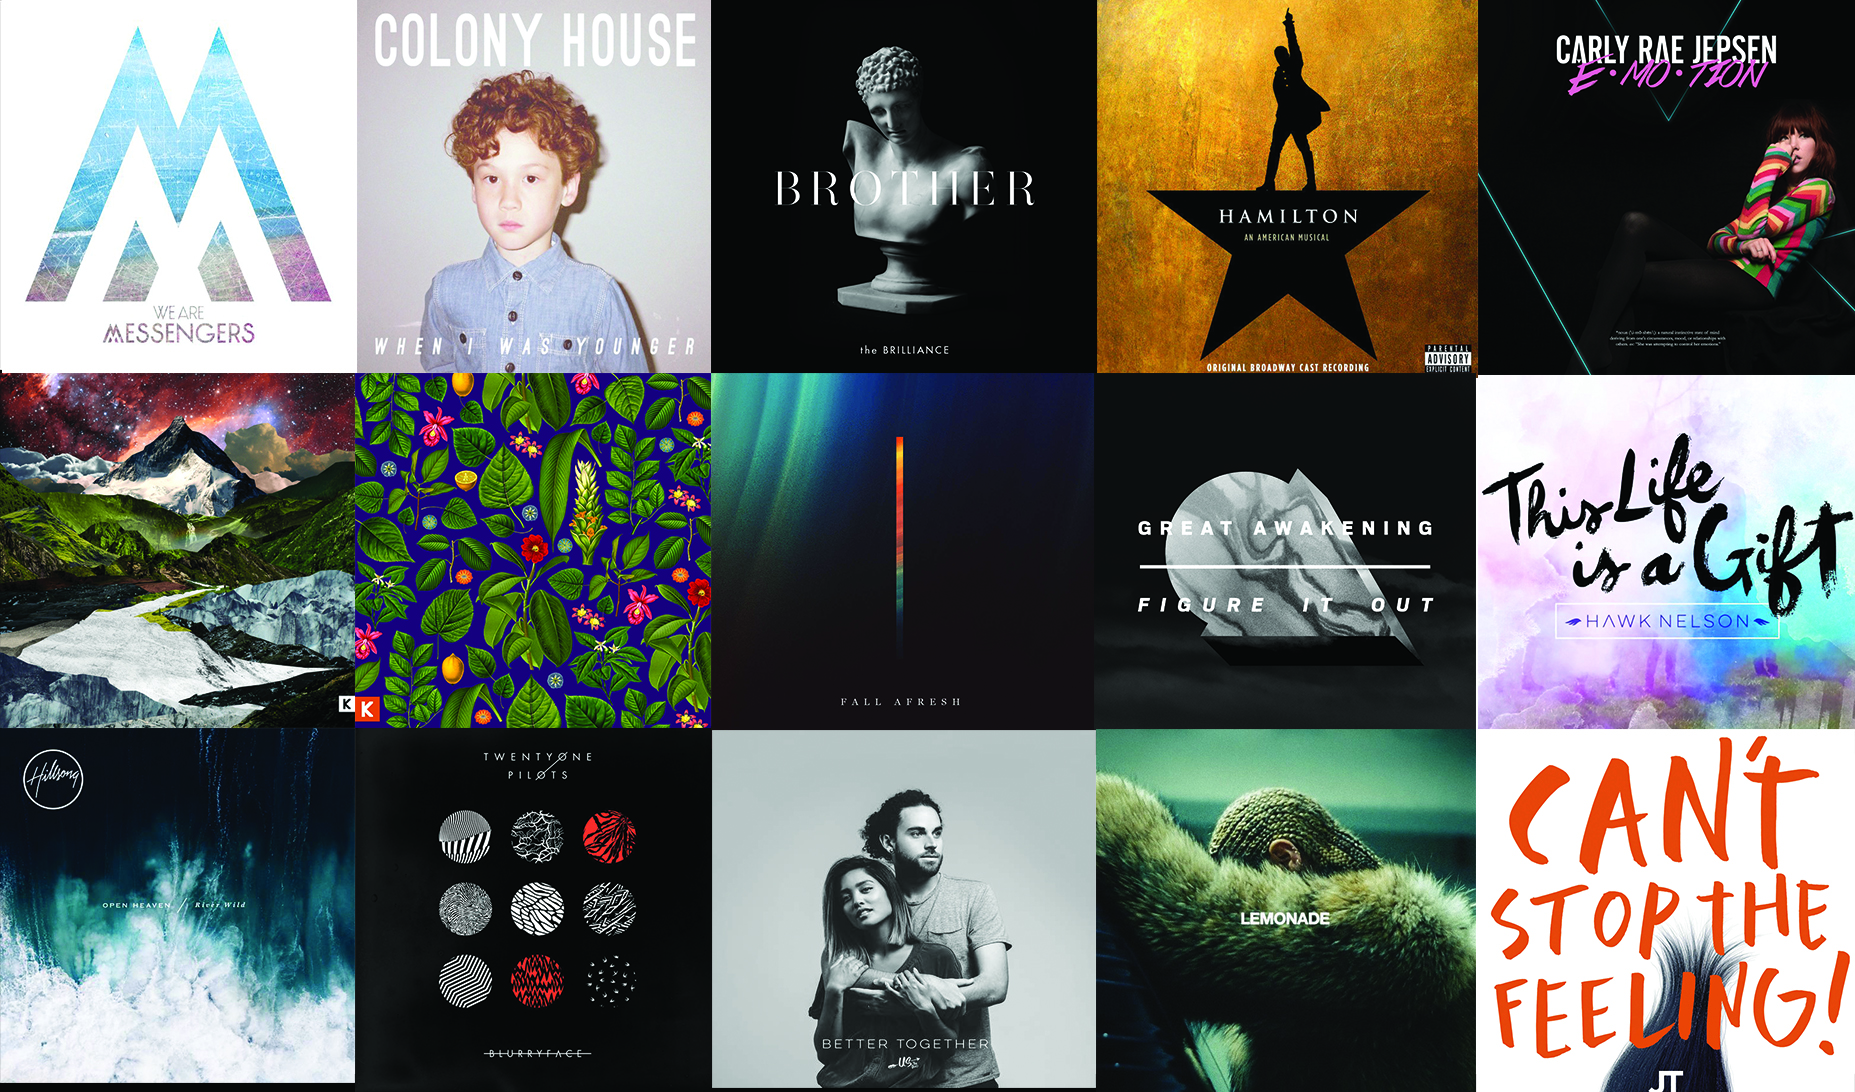 WE ARE
MESSENGERS
COLONY HOUSE
WHEN I WAS YOUNGER
BROTHER
the BRILLIANCE
HAMILTON
AN AMERICAN MUSICAL
ORIGINAL BROADWAY CAST RECORDING
PARENTAL
ADVISORY
EXPLICIT CONTENT
CARLY RAE JEPSEN
E•MO•TION
K
K
FALL AFRESH
GREAT AWAKENING
FIGURE IT OUT
This Life
is a Gift
HAWK NELSON
Hillsong
OPEN HEAVEN / River Wild
TWENTY ONE
PILOTS
BLURRYFACE
BETTER TOGETHER
US
LEMONADE
CAN'T
STOP THE
FEELING!
JT